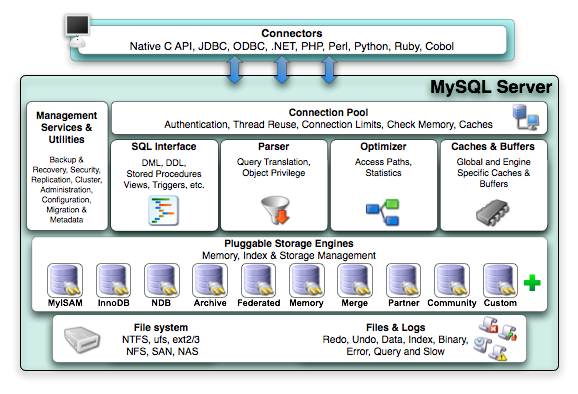 Connectors
Native C API, JDBC, ODBC, .NET, PHP, Perl, Python, Ruby, Cobol
MySQL Server
Management
Services &
Utilities
Backup &
Recovery, Security,
Replication, Cluster,
Administration,
Configuration,
Migration &
Metadata
Connection Pool
Authentication, Thread Reuse, Connection Limits, Check Memory, Caches
SQL Interface
DML, DDL,
Stored Procedures
Views, Triggers, etc.
Parser
Query Translation,
Object Privilege
Optimizer
Access Paths,
Statistics
Caches & Buffers
Global and Engine
Specific Caches &
Buffers
Pluggable Storage Engines
Memory, Index & Storage Management
MyISAM
InnoDB
NDB
Archive
Federated
Memory
Merge
Partner
Community
Custom
File system
NTFS, ufs, ext2/3
NFS, SAN, NAS
Files & Logs
Redo, Undo, Data, Index, Binary,
Error, Query and Slow